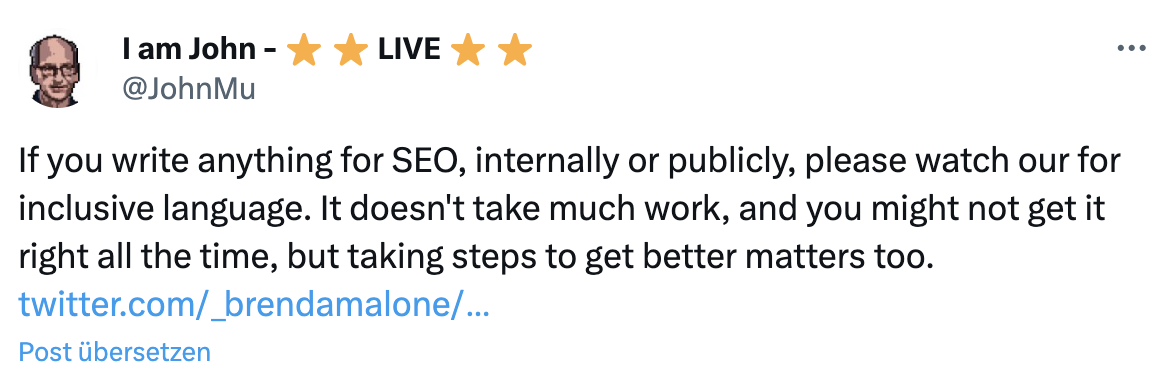 I am John - ⭐ ⭐ LIVE ⭐ ⭐
@JohnMu
If you write anything for SEO, internally or publicly, please watch our for
inclusive language. It doesn't take much work, and you might not get it
right all the time, but taking steps to get better matters too.
twitter.com/_brendamalone/...
Post übersetzen